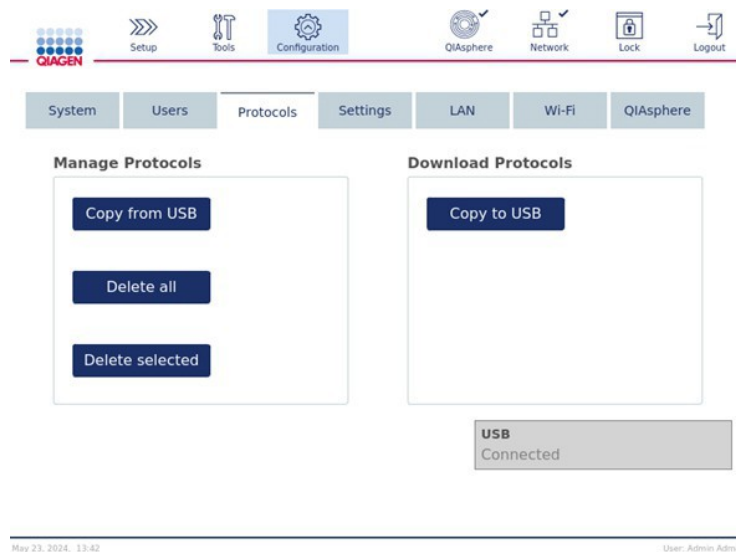 QIAGEN
Setup
Tools
Configuration
QIAsphere
Network
Lock
Logout
System
Users
Protocols
Settings
LAN
Wi-Fi
QIAsphere
Manage Protocols
Download Protocols
Copy from USB
Copy to USB
Delete all
Delete selected
USB
Connected
May 23, 2024, 13:42
User: Admin Adm